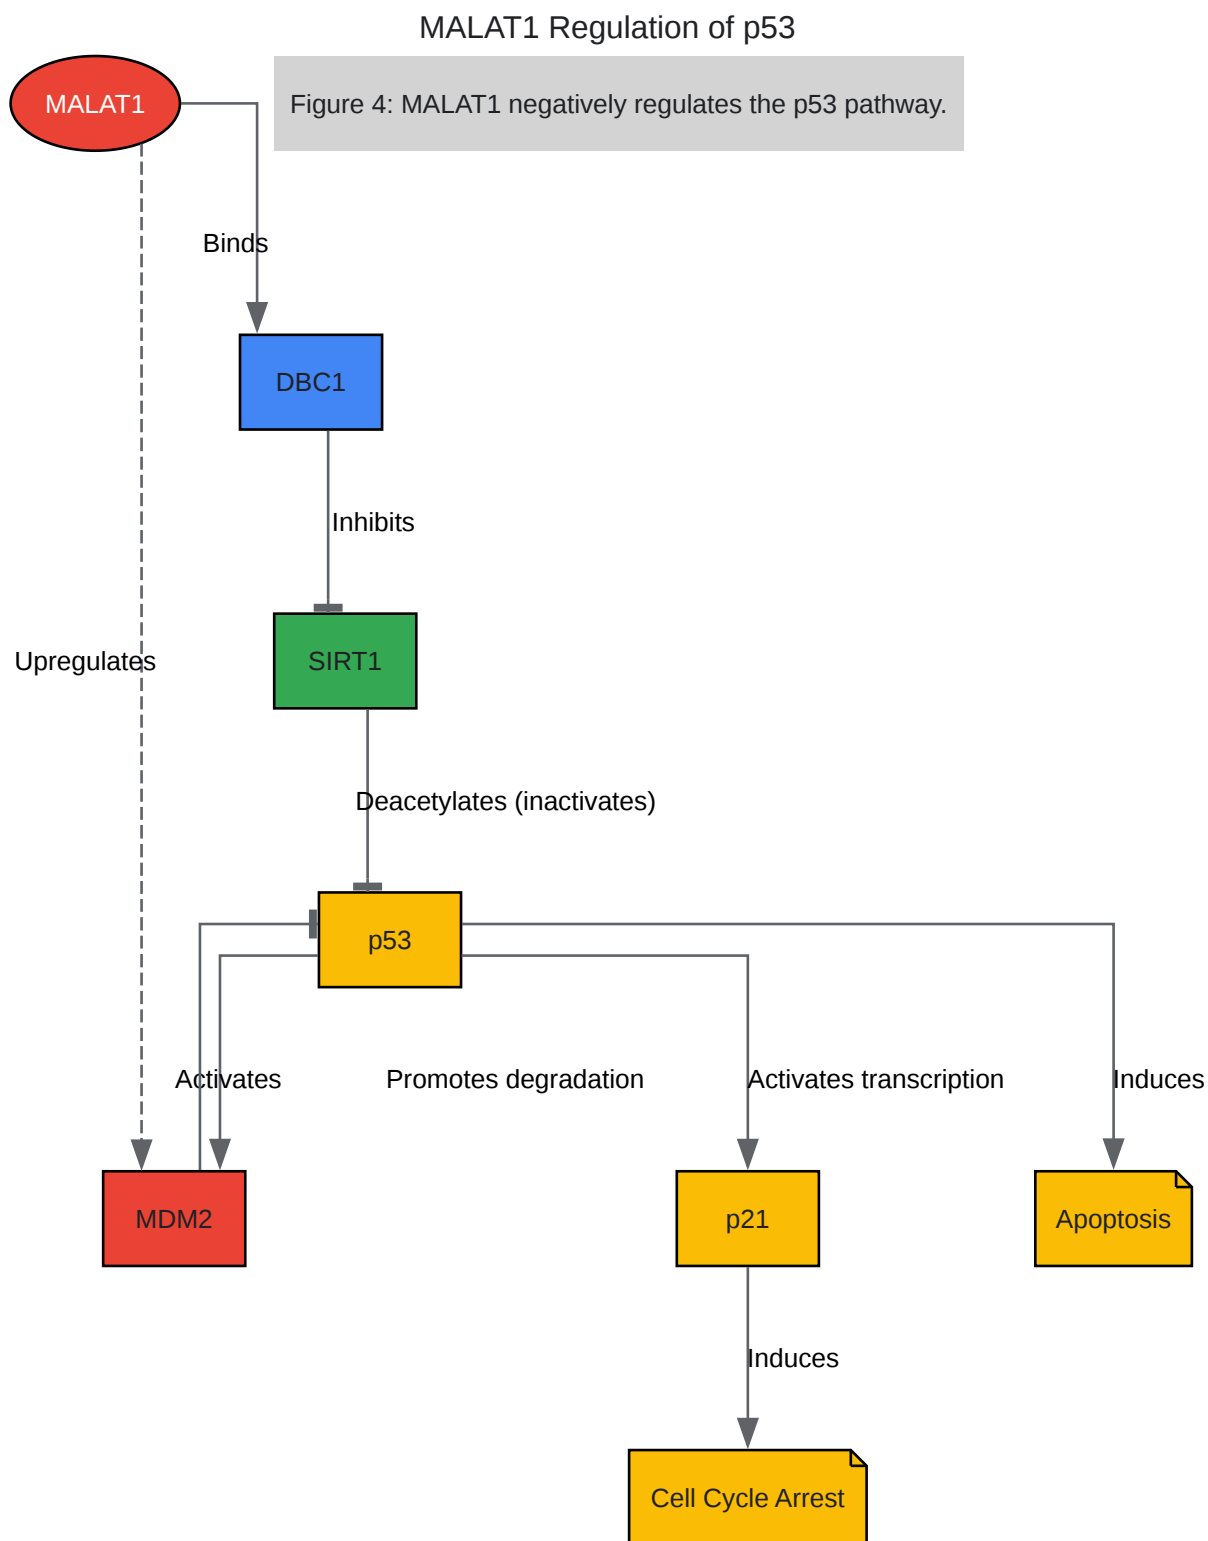 MALAT1 Regulation of p53
MALAT1
Figure 4: MALAT1 negatively regulates the p53 pathway.
Binds
DBC1
Inhibits
Upregulates
SIRT1
Deacetylates (inactivates)
p53
Activates
Promotes degradation
Activates transcription
Induces
MDM2
p21
Apoptosis
Induces
Cell Cycle Arrest